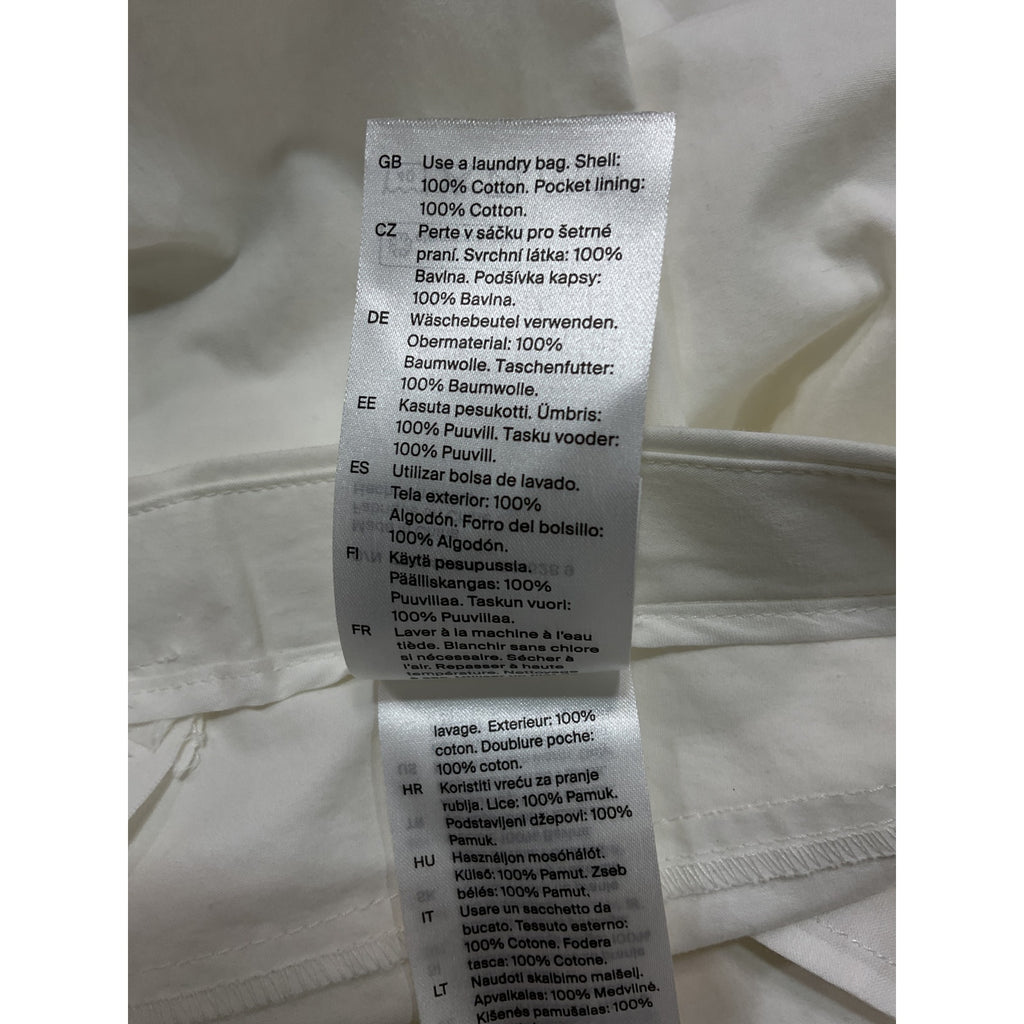 GB Use a laundry bag. Shell:
100% Cotton. Pocket lining:
100% Cotton.
CZ Perte v sáčku pro šetrné
praní. Svrchní látka: 100%
Bavlna. Podšívka kapsy:
100% Bavlna.
DE Wäschebeutel verwenden.
Obermaterial: 100%
Baumwolle. Taschenfutter:
100% Baumwolle.
EE Kasuta pesukotti. Ümbris:
100% Puuvill. Tasku vooder:
100% Puuvill.
ES Utilizar bolsa de lavado.
Tela exterior: 100%
Algodón. Forro del bolsillo:
100% Algodón.
FI Käytä pesupussia.
Päälliskangas: 100%
Puuvillaa. Taskun vuori:
100% Puuvillaa.
FR Laver à la machine à l'eau
tiède. Blanchir sans chlore
si nécessaire. Sécher à
l'air. Repasser à haute
température. Nettoyage
lavage. Exterieur: 100%
coton. Doublure poche:
100% coton.
HR Koristiti vreću za pranje
rublja. Lice: 100% Pamuk.
Podstavljeni džepovi: 100%
Pamuk.
HU Használjon mosóhálót.
Külső: 100% Pamut. Zseb
bélés: 100% Pamut.
IT Usare un sacchetto da
bucato. Tessuto esterno:
100% Cotone. Fodera
tasca: 100% Cotone.
LT Naudoti skalbimo maišelį.
Apvalkalas: 100% Medvilnė.
Kišenės pamušalas: 100%